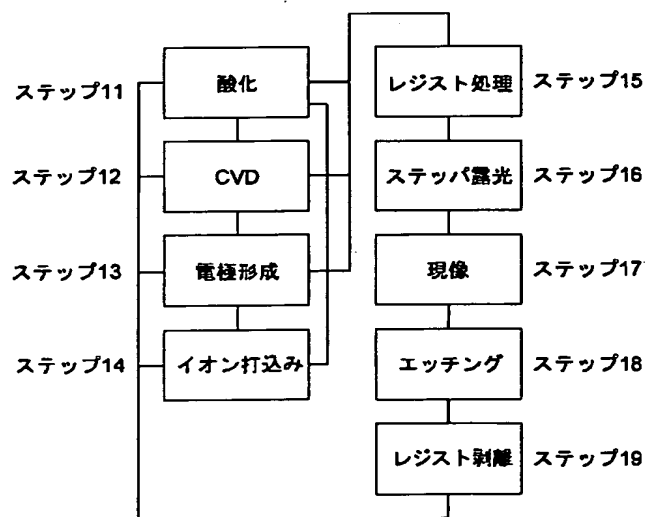 ステップ11
酸化
ステップ12
CVD
ステップ13
電極形成
ステップ14
イオン打込み
レジスト処理
ステップ15
ステッパ露光
ステップ16
現像
ステップ17
エッチング
ステップ18
レジスト剥離
ステップ19